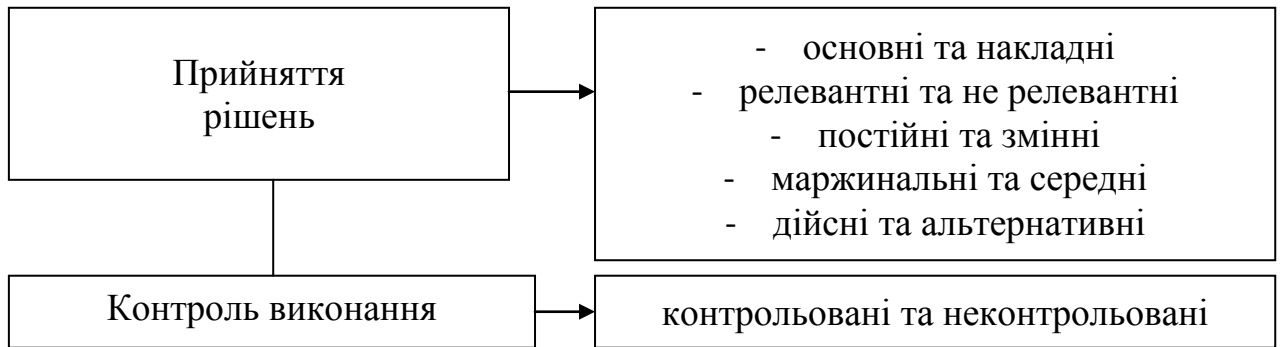 Прийняття
рішень
- основні та накладні
- релевантні та не релевантні
- постійні та змінні
- маржинальні та середні
- дійсні та альтернативні
Контроль виконання
контрольовані та неконтрольовані